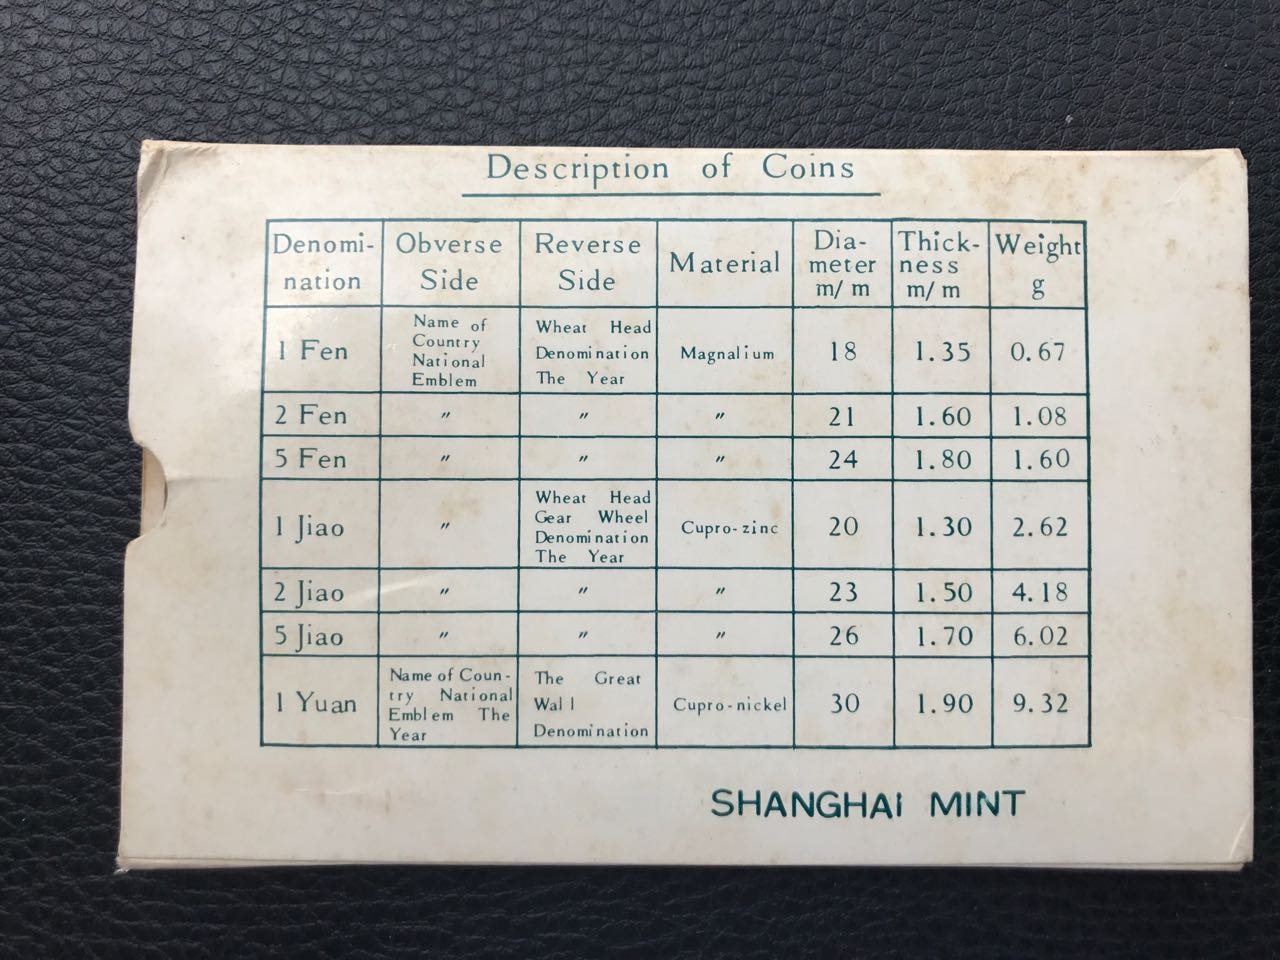 Description of Coins
Denomi-
nation
Obverse
Side
Reverse
Side
Material
Dia-
meter
m/m
Thick-
ness
m/m
Weight
g
1 Fen
Name of
Country
National
Emblem
Wheat Head
Denomination
The Year
Magnalium
18
1.35
0.67
2 Fen
〃
〃
〃
21
1.60
1.08
5 Fen
〃
〃
〃
24
1.80
1.60
1 Jiao
〃
Wheat Head
Gear Wheel
Denomination
The Year
Cupro-zinc
20
1.30
2.62
2 Jiao
〃
〃
〃
23
1.50
4.18
5 Jiao
〃
〃
〃
26
1.70
6.02
1 Yuan
Name of Coun-
try National
Emblem The
Year
The Great
Wall
Denomination
Cupro-nickel
30
1.90
9.32
SHANGHAI MINT